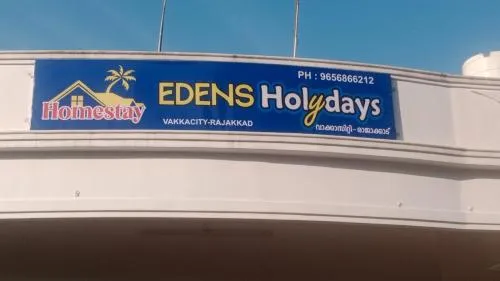 Homestay
PH : 9656866212
EDENS Holydays
VAKKACITY-RAJAKKAD
വാക്കാസിറ്റി - രാജാക്കാട്